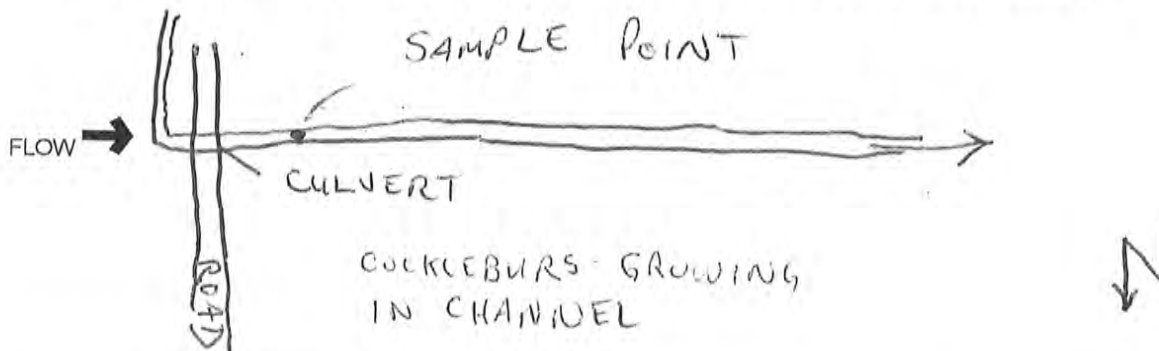 SAMPLE POINT
FLOW
CULVERT
ROAD
COCKLEBURS GROWING
IN CHANNEL